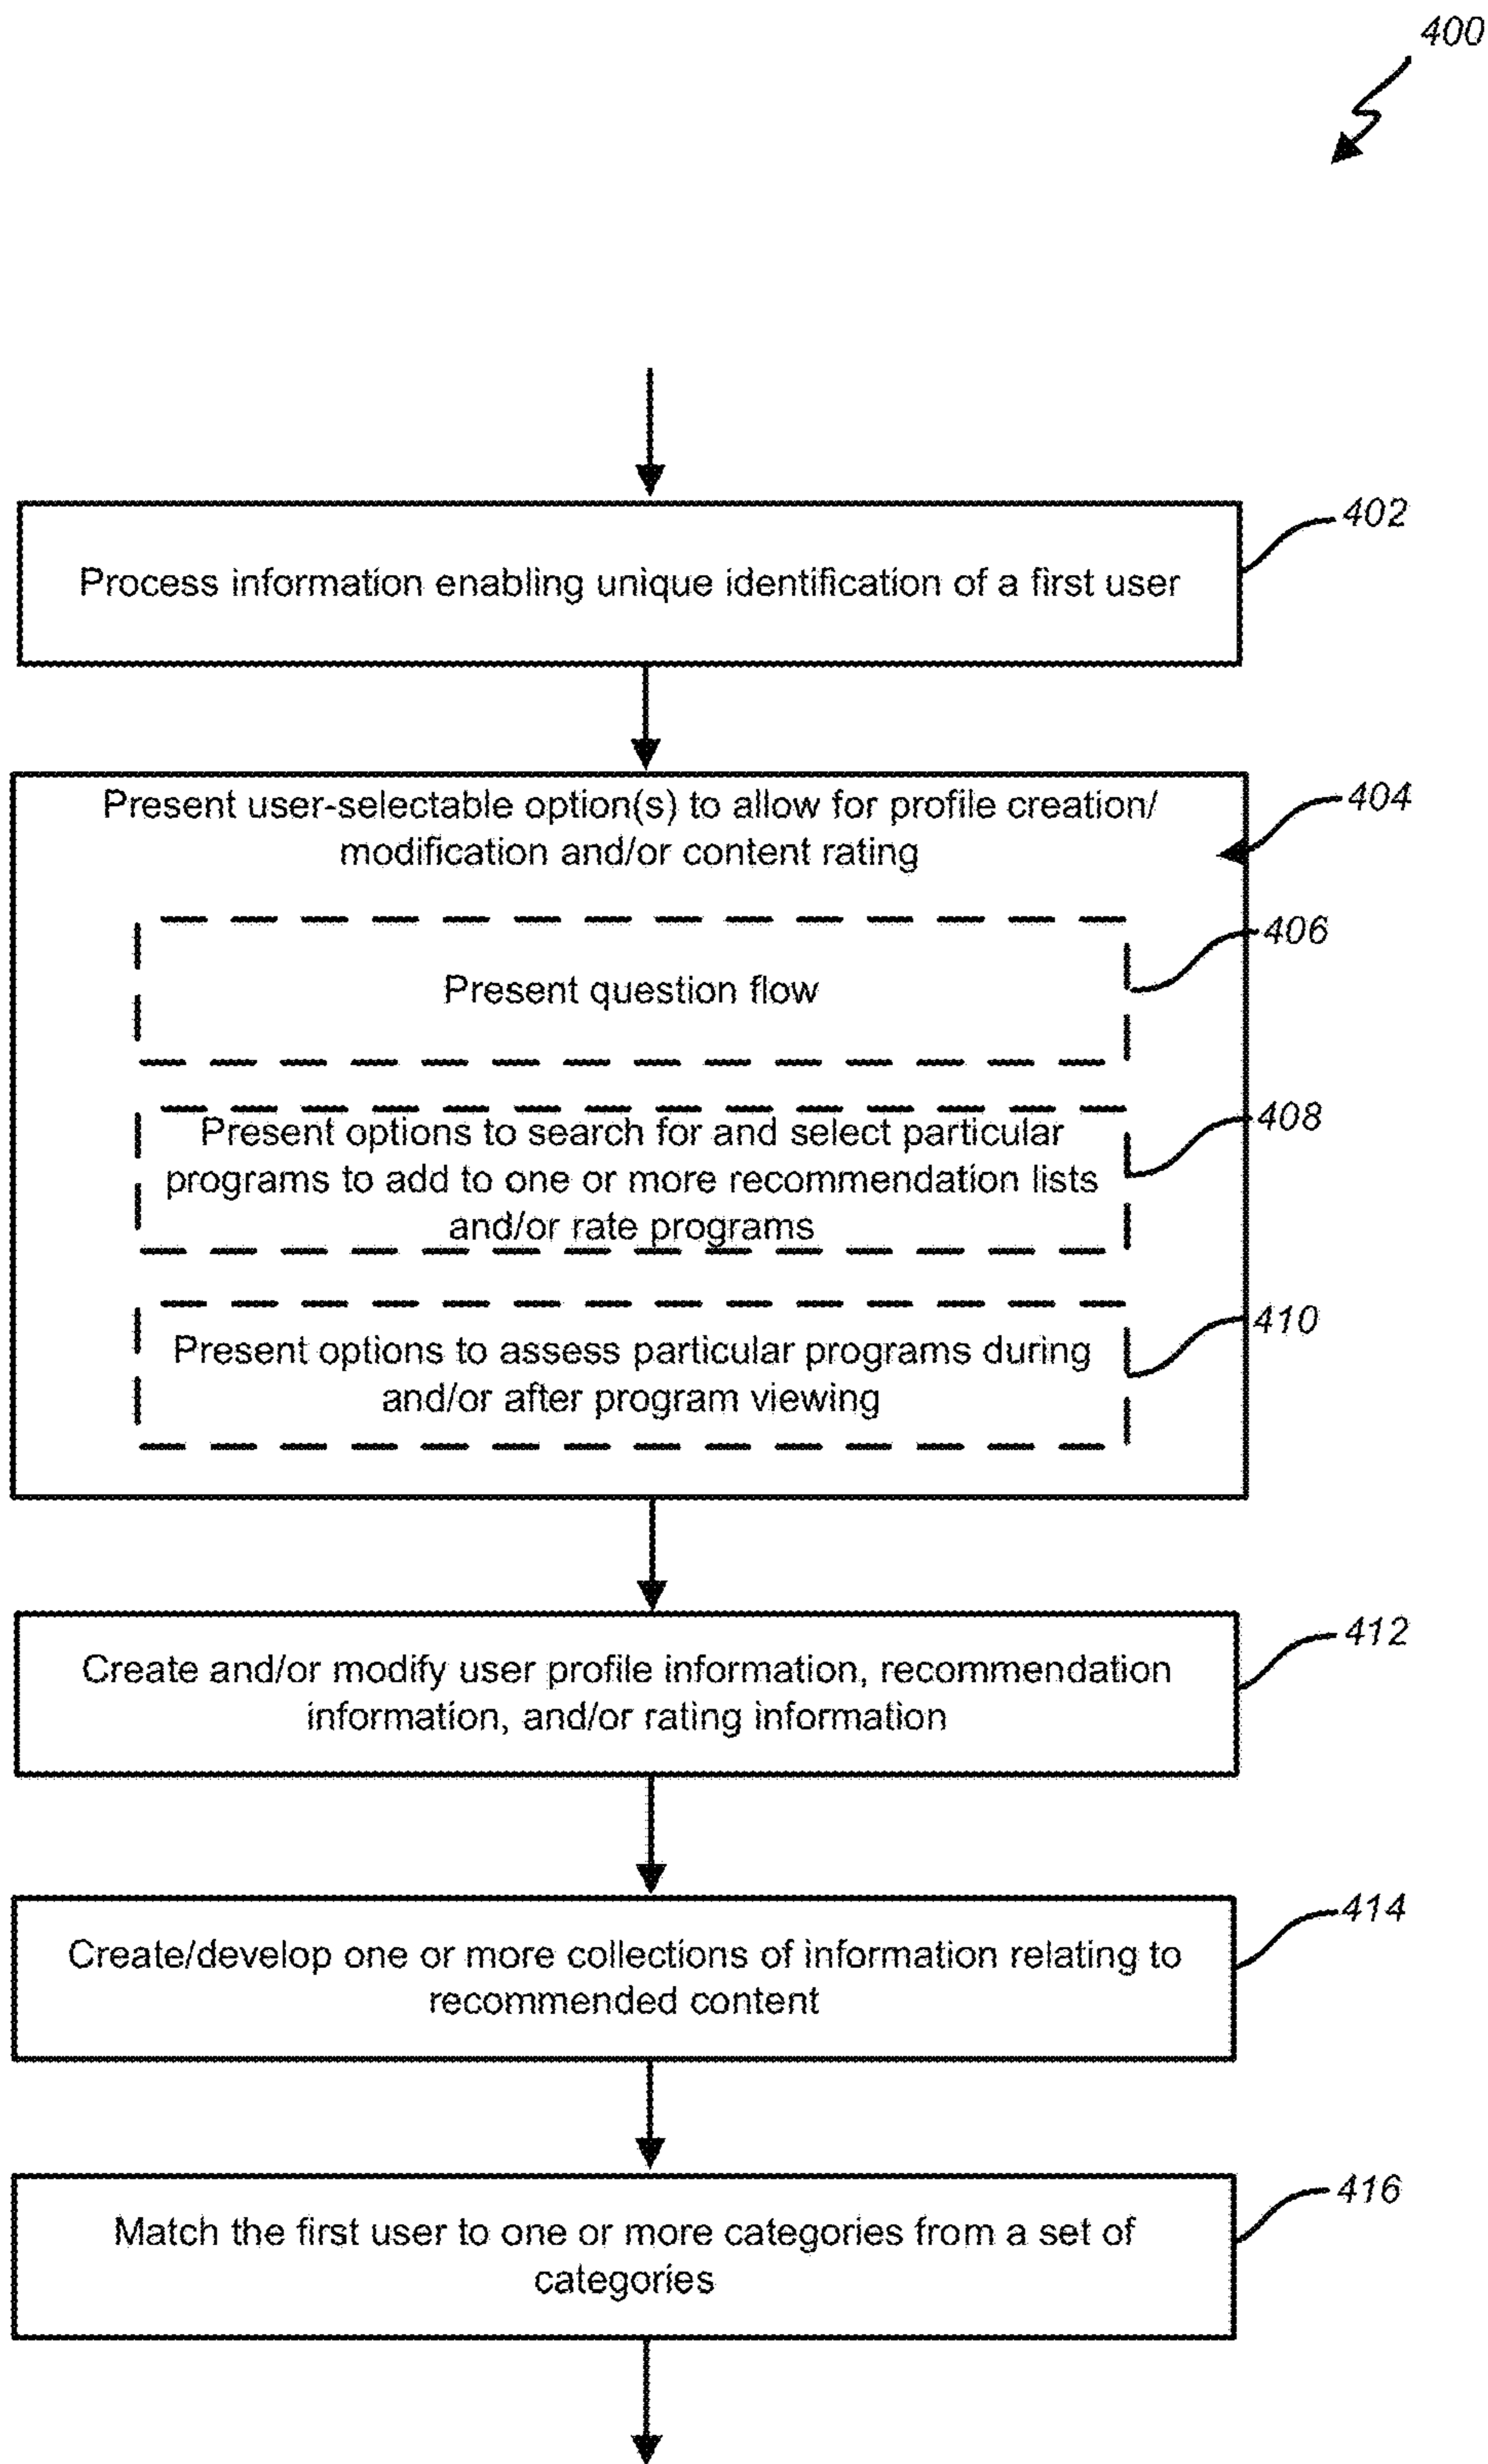 400
402
Process information enabling unique identification of a first user
404
Present user-selectable option(s) to allow for profile creation/
modification and/or content rating
406
Present question flow
408
Present options to search for and select particular
programs to add to one or more recommendation lists
and/or rate programs
410
Present options to assess particular programs during
and/or after program viewing
412
Create and/or modify user profile information, recommendation
information, and/or rating information
414
Create/develop one or more collections of information relating to
recommended content
416
Match the first user to one or more categories from a set of
categories